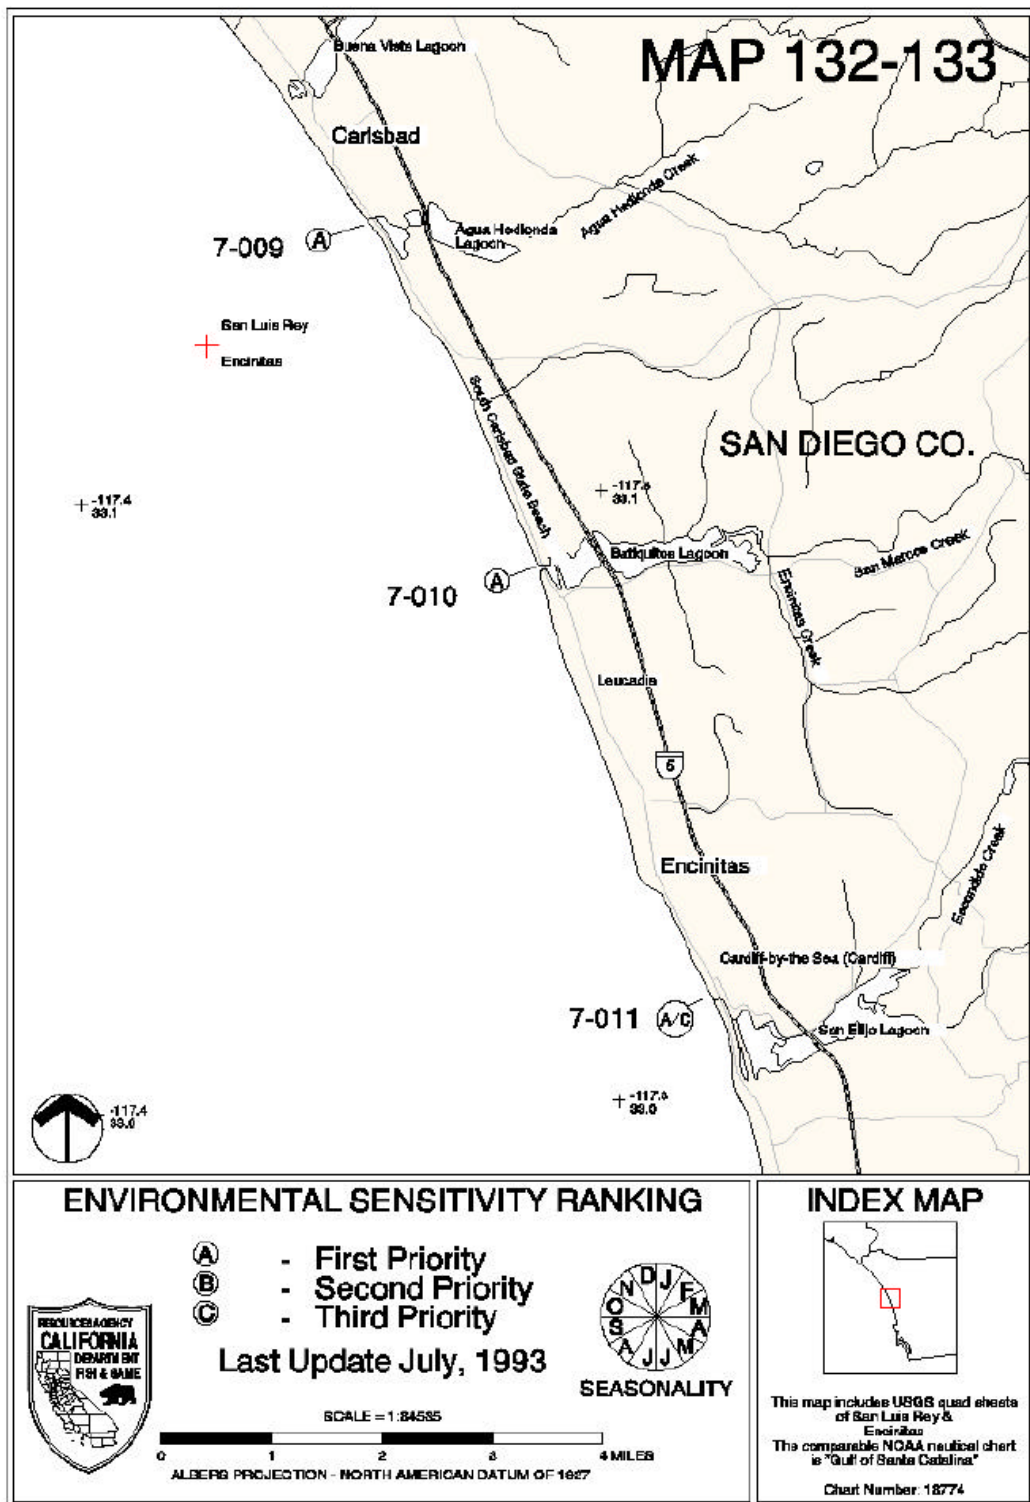 MAP 132-133
Buena Vista Lagoon
Carlsbad
Agua Hedionda Creek
Agua Hedionda
Lagoon
7-009
A
San Luis Rey
Encinitas
South Carlsbad State Beach
SAN DIEGO CO.
-117.4
33.1
33.1
Batiquitos Lagoon
San Marcos Creek
7-010
A
Encinitas Creek
Leucadia
5
Encinitas
Escondido Creek
Cardiff-by-the Sea (Cardiff)
7-011
A/C
San Elijo Lagoon
-117.4
33.0
33.0
ENVIRONMENTAL SENSITIVITY RANKING
A - First Priority
B - Second Priority
C - Third Priority
Last Update July, 1993
D J F M A M J J A S O N
SEASONALITY
RESOURCES AGENCY
CALIFORNIA
DEPARTMENT
FISH & GAME
SCALE = 1:84585
0 1 2 3 4 MILES
ALBERS PROJECTION - NORTH AMERICAN DATUM OF 1927
INDEX MAP
This map includes USGS quad sheets
of San Luis Rey &
Encinitas
The comparable NOAA nautical chart
is "Gulf of Santa Catalina"
Chart Number: 18774